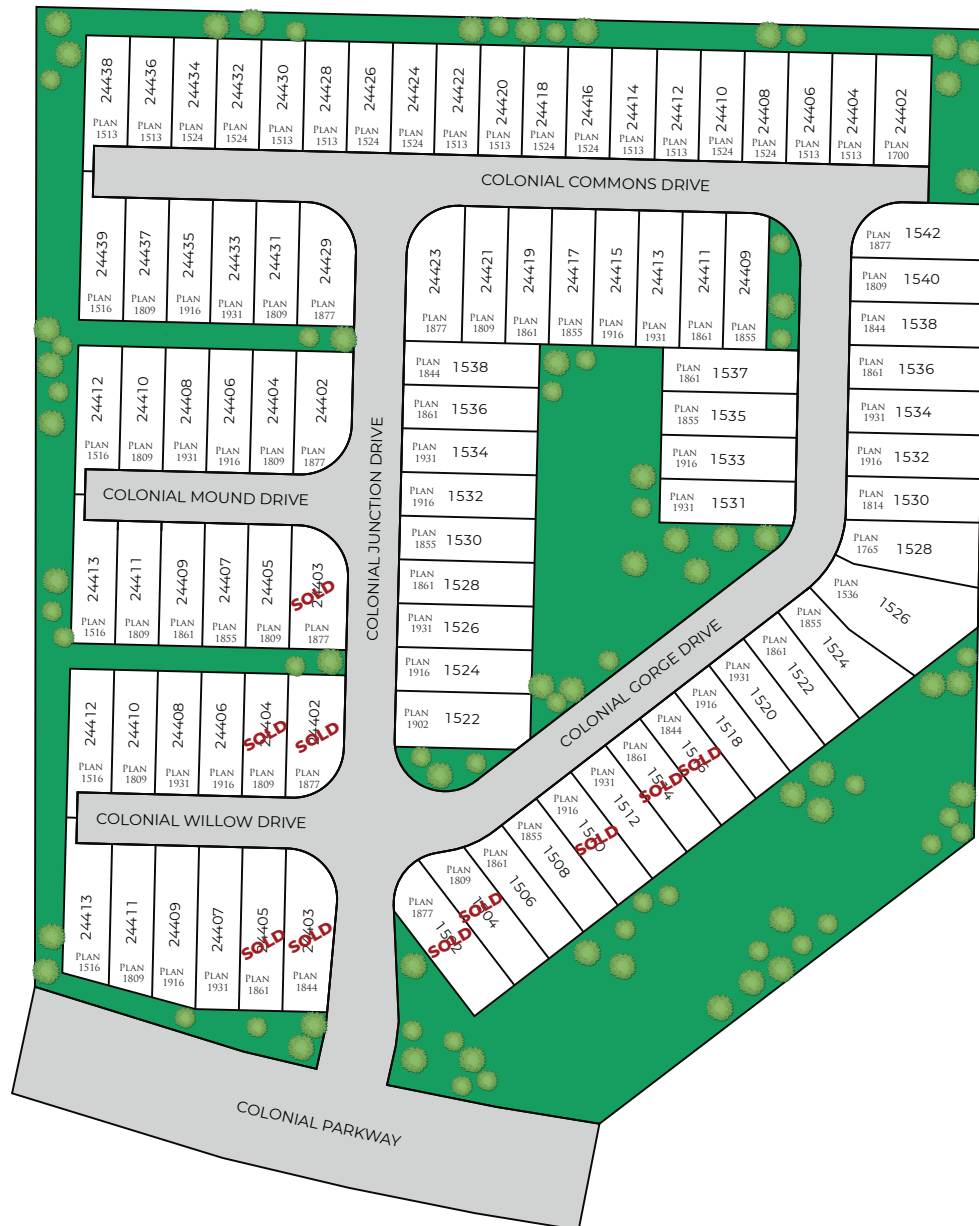 24438
PLAN
1513
24436
PLAN
1513
24434
PLAN
1524
24432
PLAN
1524
24430
PLAN
1513
24428
PLAN
1513
24426
PLAN
1524
24424
PLAN
1524
24422
PLAN
1513
24420
PLAN
1513
24418
PLAN
1524
24416
PLAN
1524
24414
PLAN
1513
24412
PLAN
1513
24410
PLAN
1524
24408
PLAN
1524
24406
PLAN
1513
24404
PLAN
1513
24402
PLAN
1700
COLONIAL COMMONS DRIVE
24439
PLAN
1516
24437
PLAN
1809
24435
PLAN
1916
24433
PLAN
1931
24431
PLAN
1809
24429
PLAN
1877
24423
PLAN
1877
24421
PLAN
1809
24419
PLAN
1861
24417
PLAN
1855
24415
PLAN
1916
24413
PLAN
1931
24411
PLAN
1861
24409
PLAN
1855
PLAN
1877
1542
PLAN
1809
1540
PLAN
1844
1538
PLAN
1861
1536
PLAN
1931
1534
PLAN
1916
1532
PLAN
1814
1530
PLAN
1765
1528
PLAN
1536
1526
PLAN
1844
1538
PLAN
1861
1536
PLAN
1931
1534
PLAN
1916
1532
PLAN
1855
1530
PLAN
1861
1528
PLAN
1931
1526
PLAN
1916
1524
PLAN
1902
1522
PLAN
1861
1537
PLAN
1855
1535
PLAN
1916
1533
PLAN
1931
1531
24412
PLAN
1516
24410
PLAN
1809
24408
PLAN
1931
24406
PLAN
1916
24404
PLAN
1809
24402
PLAN
1877
COLONIAL MOUND DRIVE
COLONIAL JUNCTION DRIVE
24413
PLAN
1516
24411
PLAN
1809
24409
PLAN
1861
24407
PLAN
1855
24405
PLAN
1809
24403
SOLD
PLAN
1877
24412
PLAN
1516
24410
PLAN
1809
24408
PLAN
1931
24406
PLAN
1916
24404
SOLD
PLAN
1809
24402
SOLD
PLAN
1877
COLONIAL WILLOW DRIVE
24413
PLAN
1516
24411
PLAN
1809
24409
PLAN
1916
24407
PLAN
1931
24405
SOLD
PLAN
1861
24403
SOLD
PLAN
1844
COLONIAL GORGE DRIVE
PLAN
1855
1524
PLAN
1861
1522
PLAN
1931
1520
PLAN
1916
1518
PLAN
1844
1516
SOLD
PLAN
1861
1514
SOLD
PLAN
1931
1512
PLAN
1916
1510
SOLD
PLAN
1855
1508
PLAN
1861
1506
PLAN
1809
1504
SOLD
PLAN
1877
1502
SOLD
COLONIAL PARKWAY